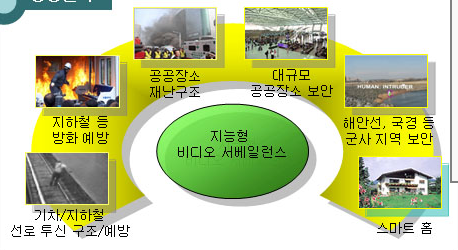 공공장소
재난구조
대규모
공공장소 보안
HUMAN INTRUDER
지하철 등
방화 예방
해안선, 국경 등
군사 지역 보안
지능형
비디오 서베일런스
기차/지하철
선로 투신 구조/예방
스마트 홈